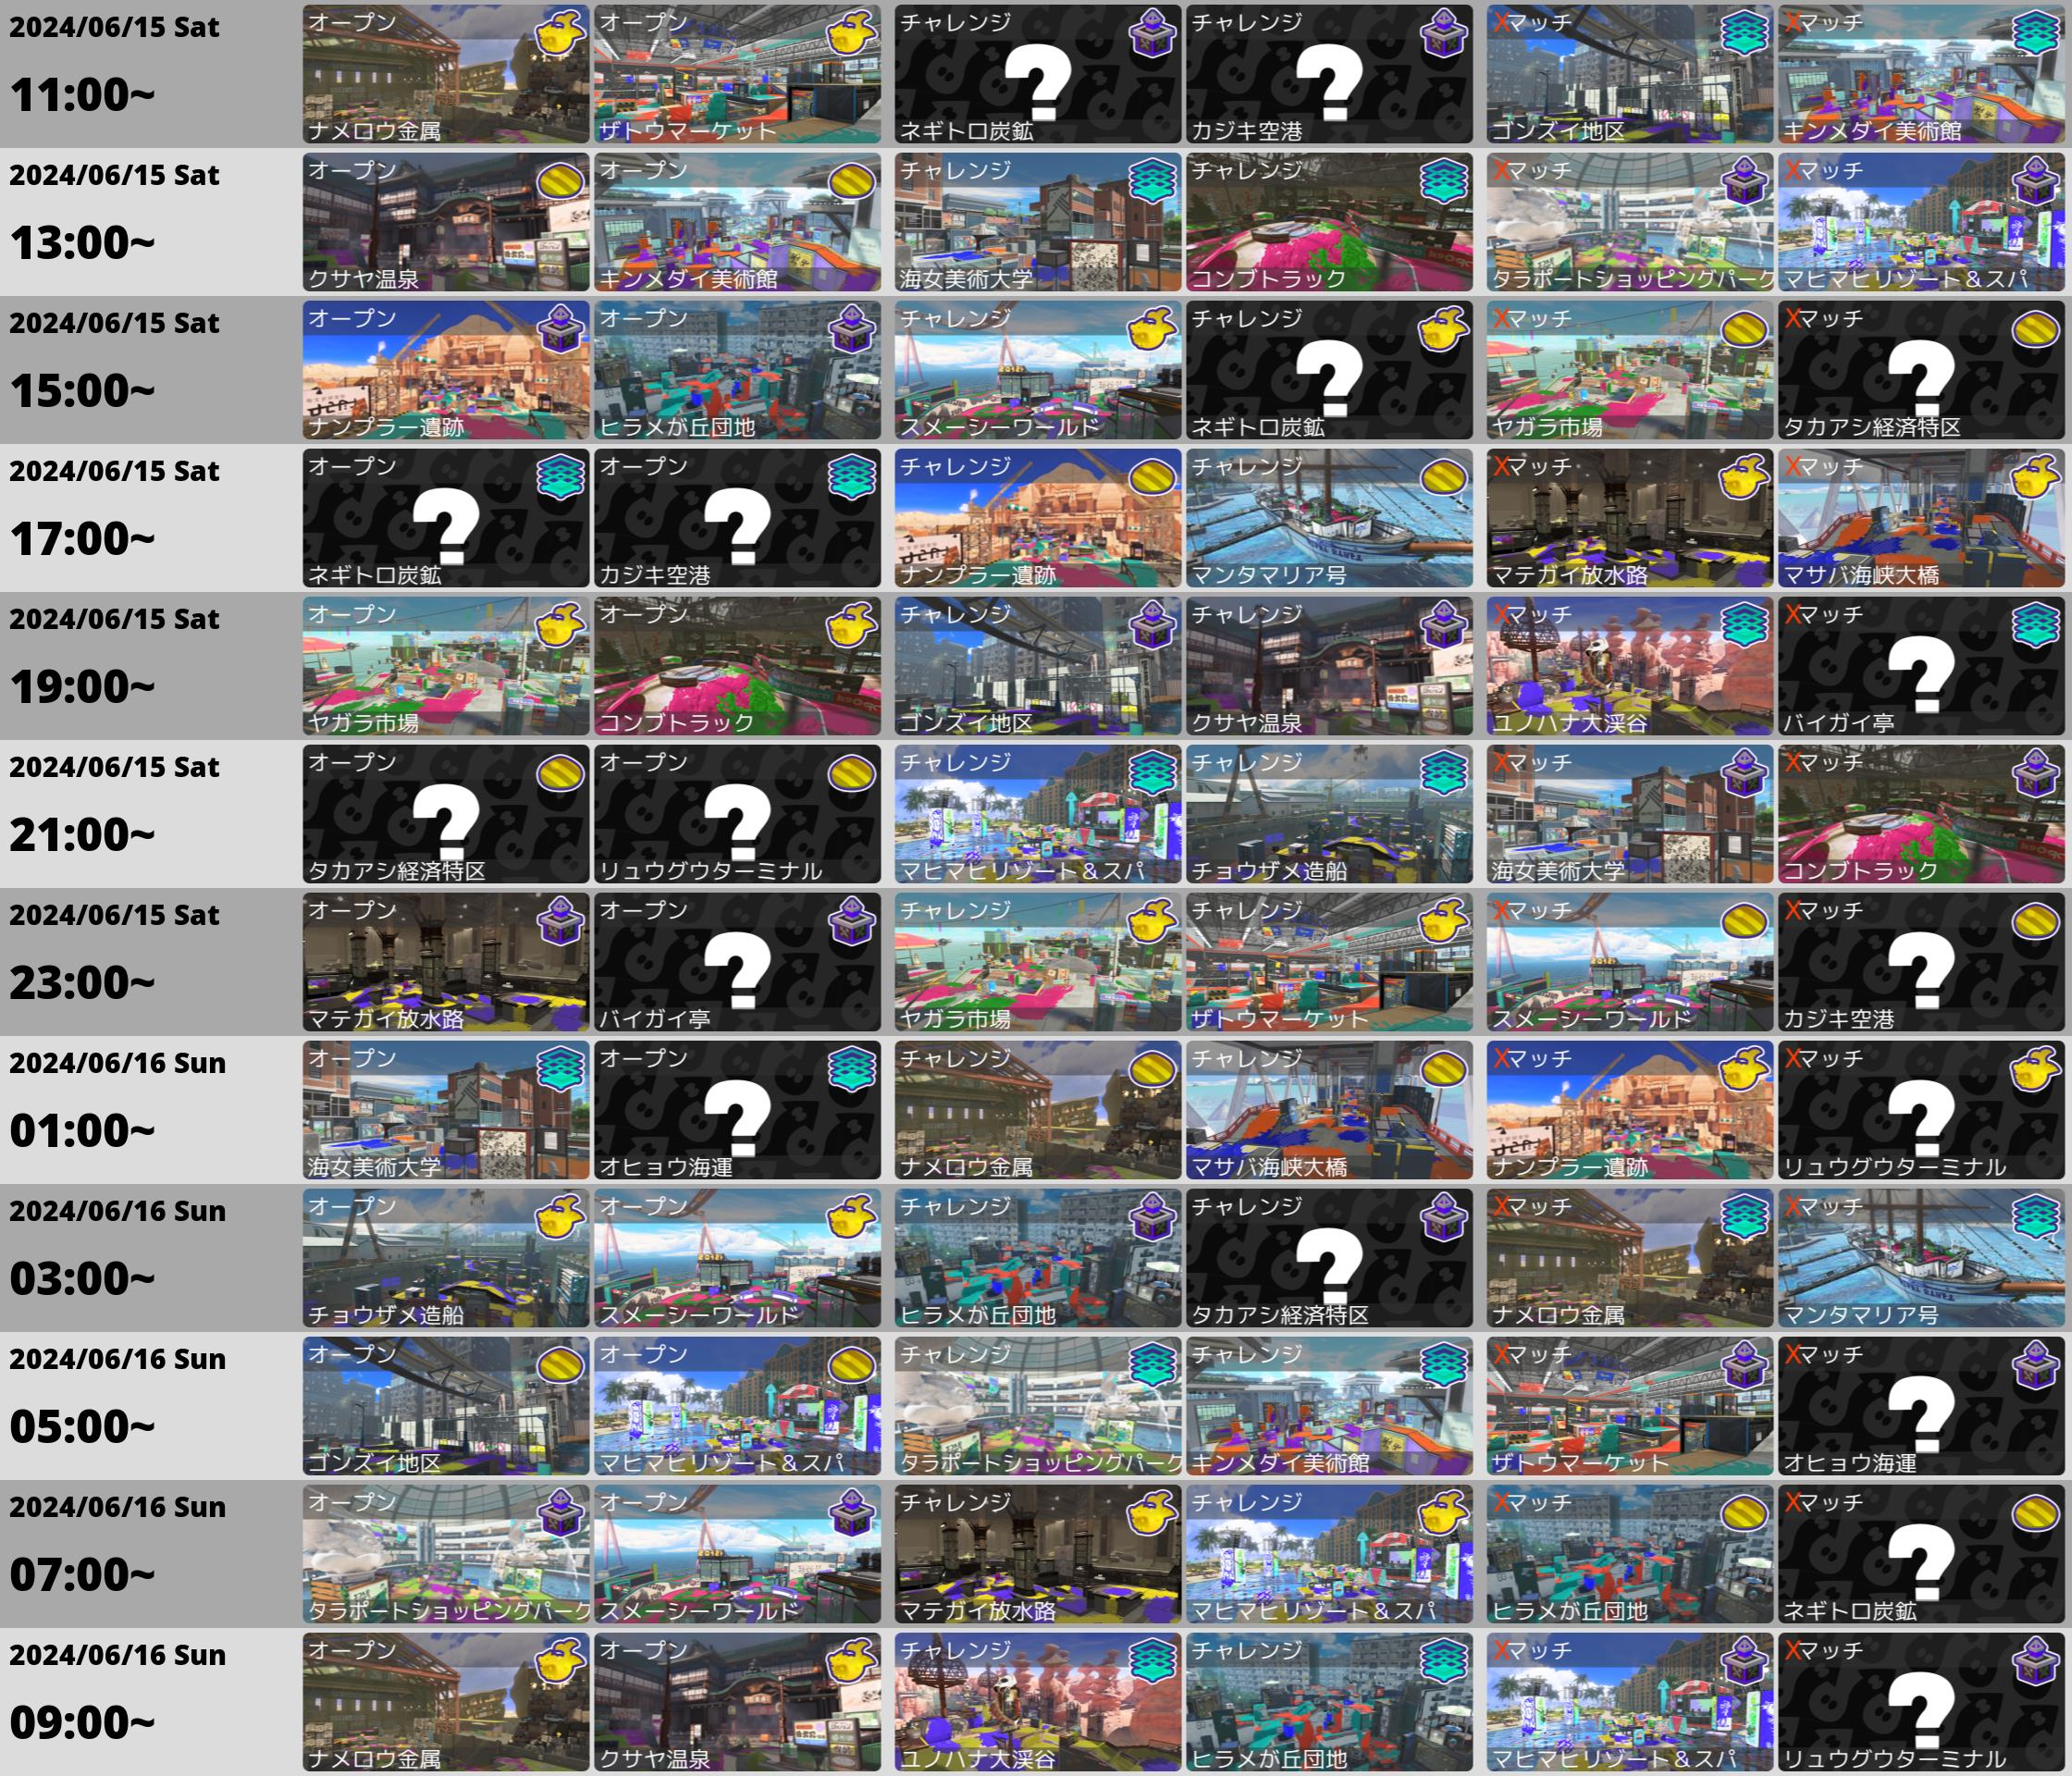 2024/06/15 Sat
11:00~
オープン
ナメロウ金属
オープン
ザトウマーケット
チャレンジ
?
ネギトロ炭鉱
チャレンジ
?
カジキ空港
Xマッチ
ゴンズイ地区
Xマッチ
キンメダイ美術館
2024/06/15 Sat
13:00~
オープン
クサヤ温泉
オープン
キンメダイ美術館
チャレンジ
海女美術大学
チャレンジ
コンブトラック
Xマッチ
タラポートショッピングパーク
Xマッチ
マヒマヒリゾート&スパ
2024/06/15 Sat
15:00~
オープン
ナンプラー遺跡
オープン
ヒラメが丘団地
チャレンジ
スメーシーワールド
チャレンジ
?
ネギトロ炭鉱
Xマッチ
ヤガラ市場
Xマッチ
?
タカアシ経済特区
2024/06/15 Sat
17:00~
オープン
?
ネギトロ炭鉱
オープン
?
カジキ空港
チャレンジ
ナンプラー遺跡
チャレンジ
マンタマリア号
Xマッチ
マテガイ放水路
Xマッチ
マサバ海峡大橋
2024/06/15 Sat
19:00~
オープン
ヤガラ市場
オープン
コンブトラック
チャレンジ
ゴンズイ地区
チャレンジ
クサヤ温泉
Xマッチ
ユノハナ大渓谷
Xマッチ
?
バイガイ亭
2024/06/15 Sat
21:00~
オープン
?
タカアシ経済特区
オープン
?
リュウグウターミナル
チャレンジ
マヒマヒリゾート&スパ
チャレンジ
チョウザメ造船
Xマッチ
海女美術大学
Xマッチ
コンブトラック
2024/06/15 Sat
23:00~
オープン
マテガイ放水路
オープン
?
バイガイ亭
チャレンジ
ヤガラ市場
チャレンジ
ザトウマーケット
Xマッチ
スメーシーワールド
Xマッチ
?
カジキ空港
2024/06/16 Sun
01:00~
オープン
海女美術大学
オープン
?
オヒョウ海運
チャレンジ
ナメロウ金属
チャレンジ
マサバ海峡大橋
Xマッチ
ナンプラー遺跡
Xマッチ
?
リュウグウターミナル
2024/06/16 Sun
03:00~
オープン
チョウザメ造船
オープン
スメーシーワールド
チャレンジ
ヒラメが丘団地
チャレンジ
?
タカアシ経済特区
Xマッチ
ナメロウ金属
Xマッチ
マンタマリア号
2024/06/16 Sun
05:00~
オープン
ゴンズイ地区
オープン
マヒマヒリゾート&スパ
チャレンジ
タラポートショッピングパーク
チャレンジ
キンメダイ美術館
Xマッチ
ザトウマーケット
Xマッチ
?
オヒョウ海運
2024/06/16 Sun
07:00~
オープン
タラポートショッピングパーク
オープン
スメーシーワールド
チャレンジ
マテガイ放水路
チャレンジ
マヒマヒリゾート&スパ
Xマッチ
ヒラメが丘団地
Xマッチ
?
ネギトロ炭鉱
2024/06/16 Sun
09:00~
オープン
ナメロウ金属
オープン
クサヤ温泉
チャレンジ
ユノハナ大渓谷
チャレンジ
ヒラメが丘団地
Xマッチ
マヒマヒリゾート&スパ
Xマッチ
?
リュウグウターミナル